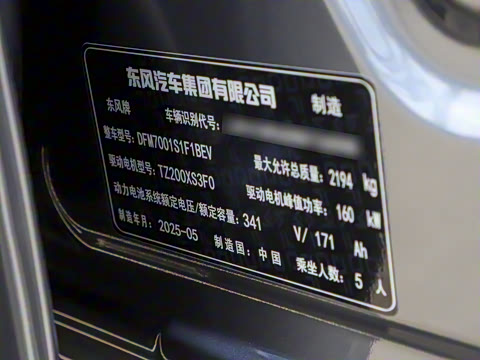 东风汽车集团有限公司 制造
东风牌 车辆识别代号:
整车型号: DFM7001S1F1BEV 最大允许总质量: 2194 kg
驱动电机型号: TZ200XS3F0 驱动电机峰值功率: 160 kW
动力电池系统额定电压/额定容量: 341 V/ 171 Ah
制造年月: 2025-05 制造国: 中国 乘坐人数: 5 人